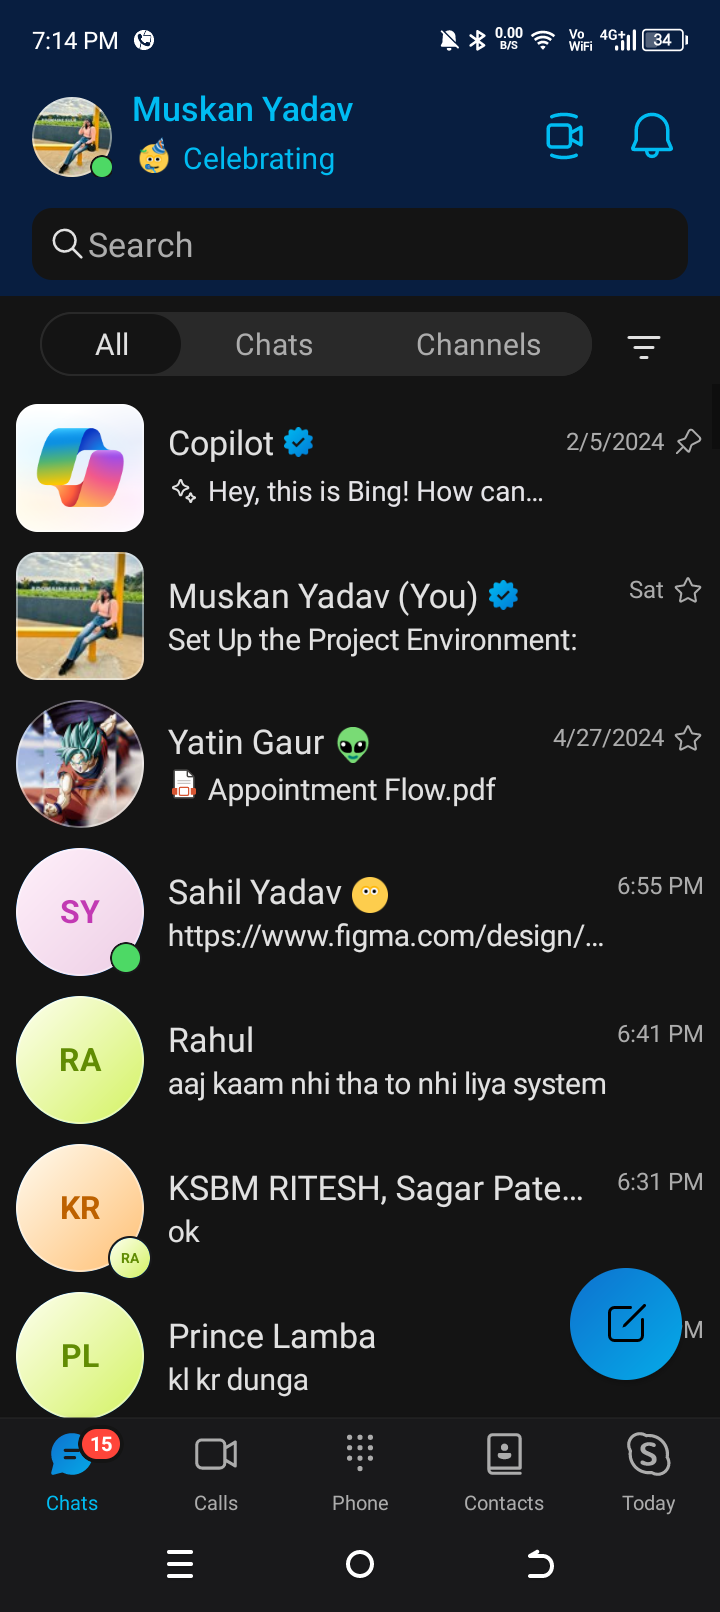 7:14 PM
0.00 B/S
Vo WiFi
4G+
34
Muskan Yadav
Celebrating
Search
All
Chats
Channels
Copilot
2/5/2024
Hey, this is Bing! How can...
Muskan Yadav (You)
Sat
Set Up the Project Environment:
Yatin Gaur
4/27/2024
Appointment Flow.pdf
SY
Sahil Yadav
6:55 PM
https://www.figma.com/design/...
RA
Rahul
6:41 PM
aaj kaam nhi tha to nhi liya system
KR
RA
KSBM RITESH, Sagar Pate...
6:31 PM
ok
PL
Prince Lamba
M
kl kr dunga
15
Chats
Calls
Phone
Contacts
Today